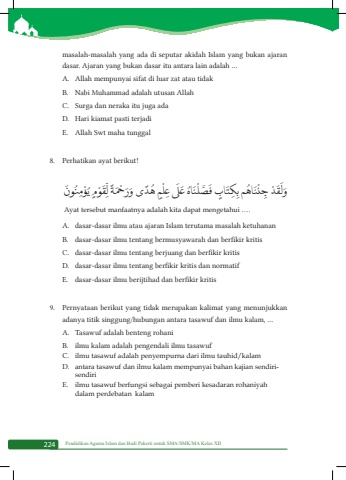 masalah-masalah yang ada di seputar akidah Islam yang bukan ajaran
dasar. Ajaran yang bukan dasar itu antara lain adalah ...
A. Allah mempunyai sifat di luar zat atau tidak
B. Nabi Muhammad adalah utusan Allah
C. Surga dan neraka itu juga ada
D. Hari kiamat pasti terjadi
E. Allah Swt maha tunggal
8. Perhatikan ayat berikut!
وَلَقَدْ جِئْنَاهُم بِكِتَابٍ فَصَّلْنَاهُ عَلَى عِلْمٍ هُدًى وَرَحْمَةً لِّقَوْمٍ يُؤْمِنُونَ
Ayat tersebut manfaatnya adalah kita dapat mengetahui ....
A. dasar-dasar ilmu atau ajaran Islam terutama masalah ketuhanan
B. dasar-dasar ilmu tentang bermusyawarah dan berfikir kritis
C. dasar-dasar ilmu tentang berjuang dan berfikir kritis
D. dasar-dasar ilmu tentang berfikir kritis dan normatif
E. dasar-dasar ilmu berijtihad dan berfikir kritis
9. Pernyataan berikut yang tidak merupakan kalimat yang menunjukkan
adanya titik singgung/hubungan antara tasawuf dan ilmu kalam, ...
A. Tasawuf adalah benteng rohani
B. ilmu kalam adalah pengendali ilmu tasawuf
C. ilmu tasawuf adalah penyempurna dari ilmu tauhid/kalam
D. antara tasawuf dan ilmu kalam mempunyai bahan kajian sendiri-
sendiri
E. ilmu tasawuf berfungsi sebagai pemberi kesadaran rohaniyah
dalam perdebatan kalam
224 Pendidikan Agama Islam dan Budi Pekerti untuk SMA/SMK/MA Kelas XII